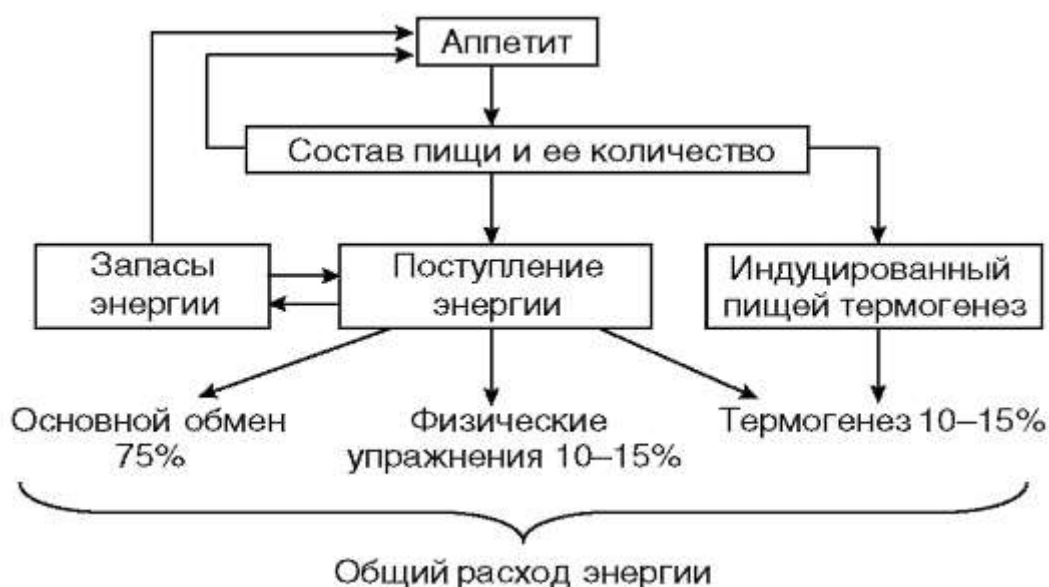 Аппетит
Состав пищи и ее количество
Запасы
энергии
Поступление
энергии
Индуцированный
пищей термогенез
Основной обмен
75%
Физические
упражнения 10–15%
Термогенез 10–15%
Общий расход энергии